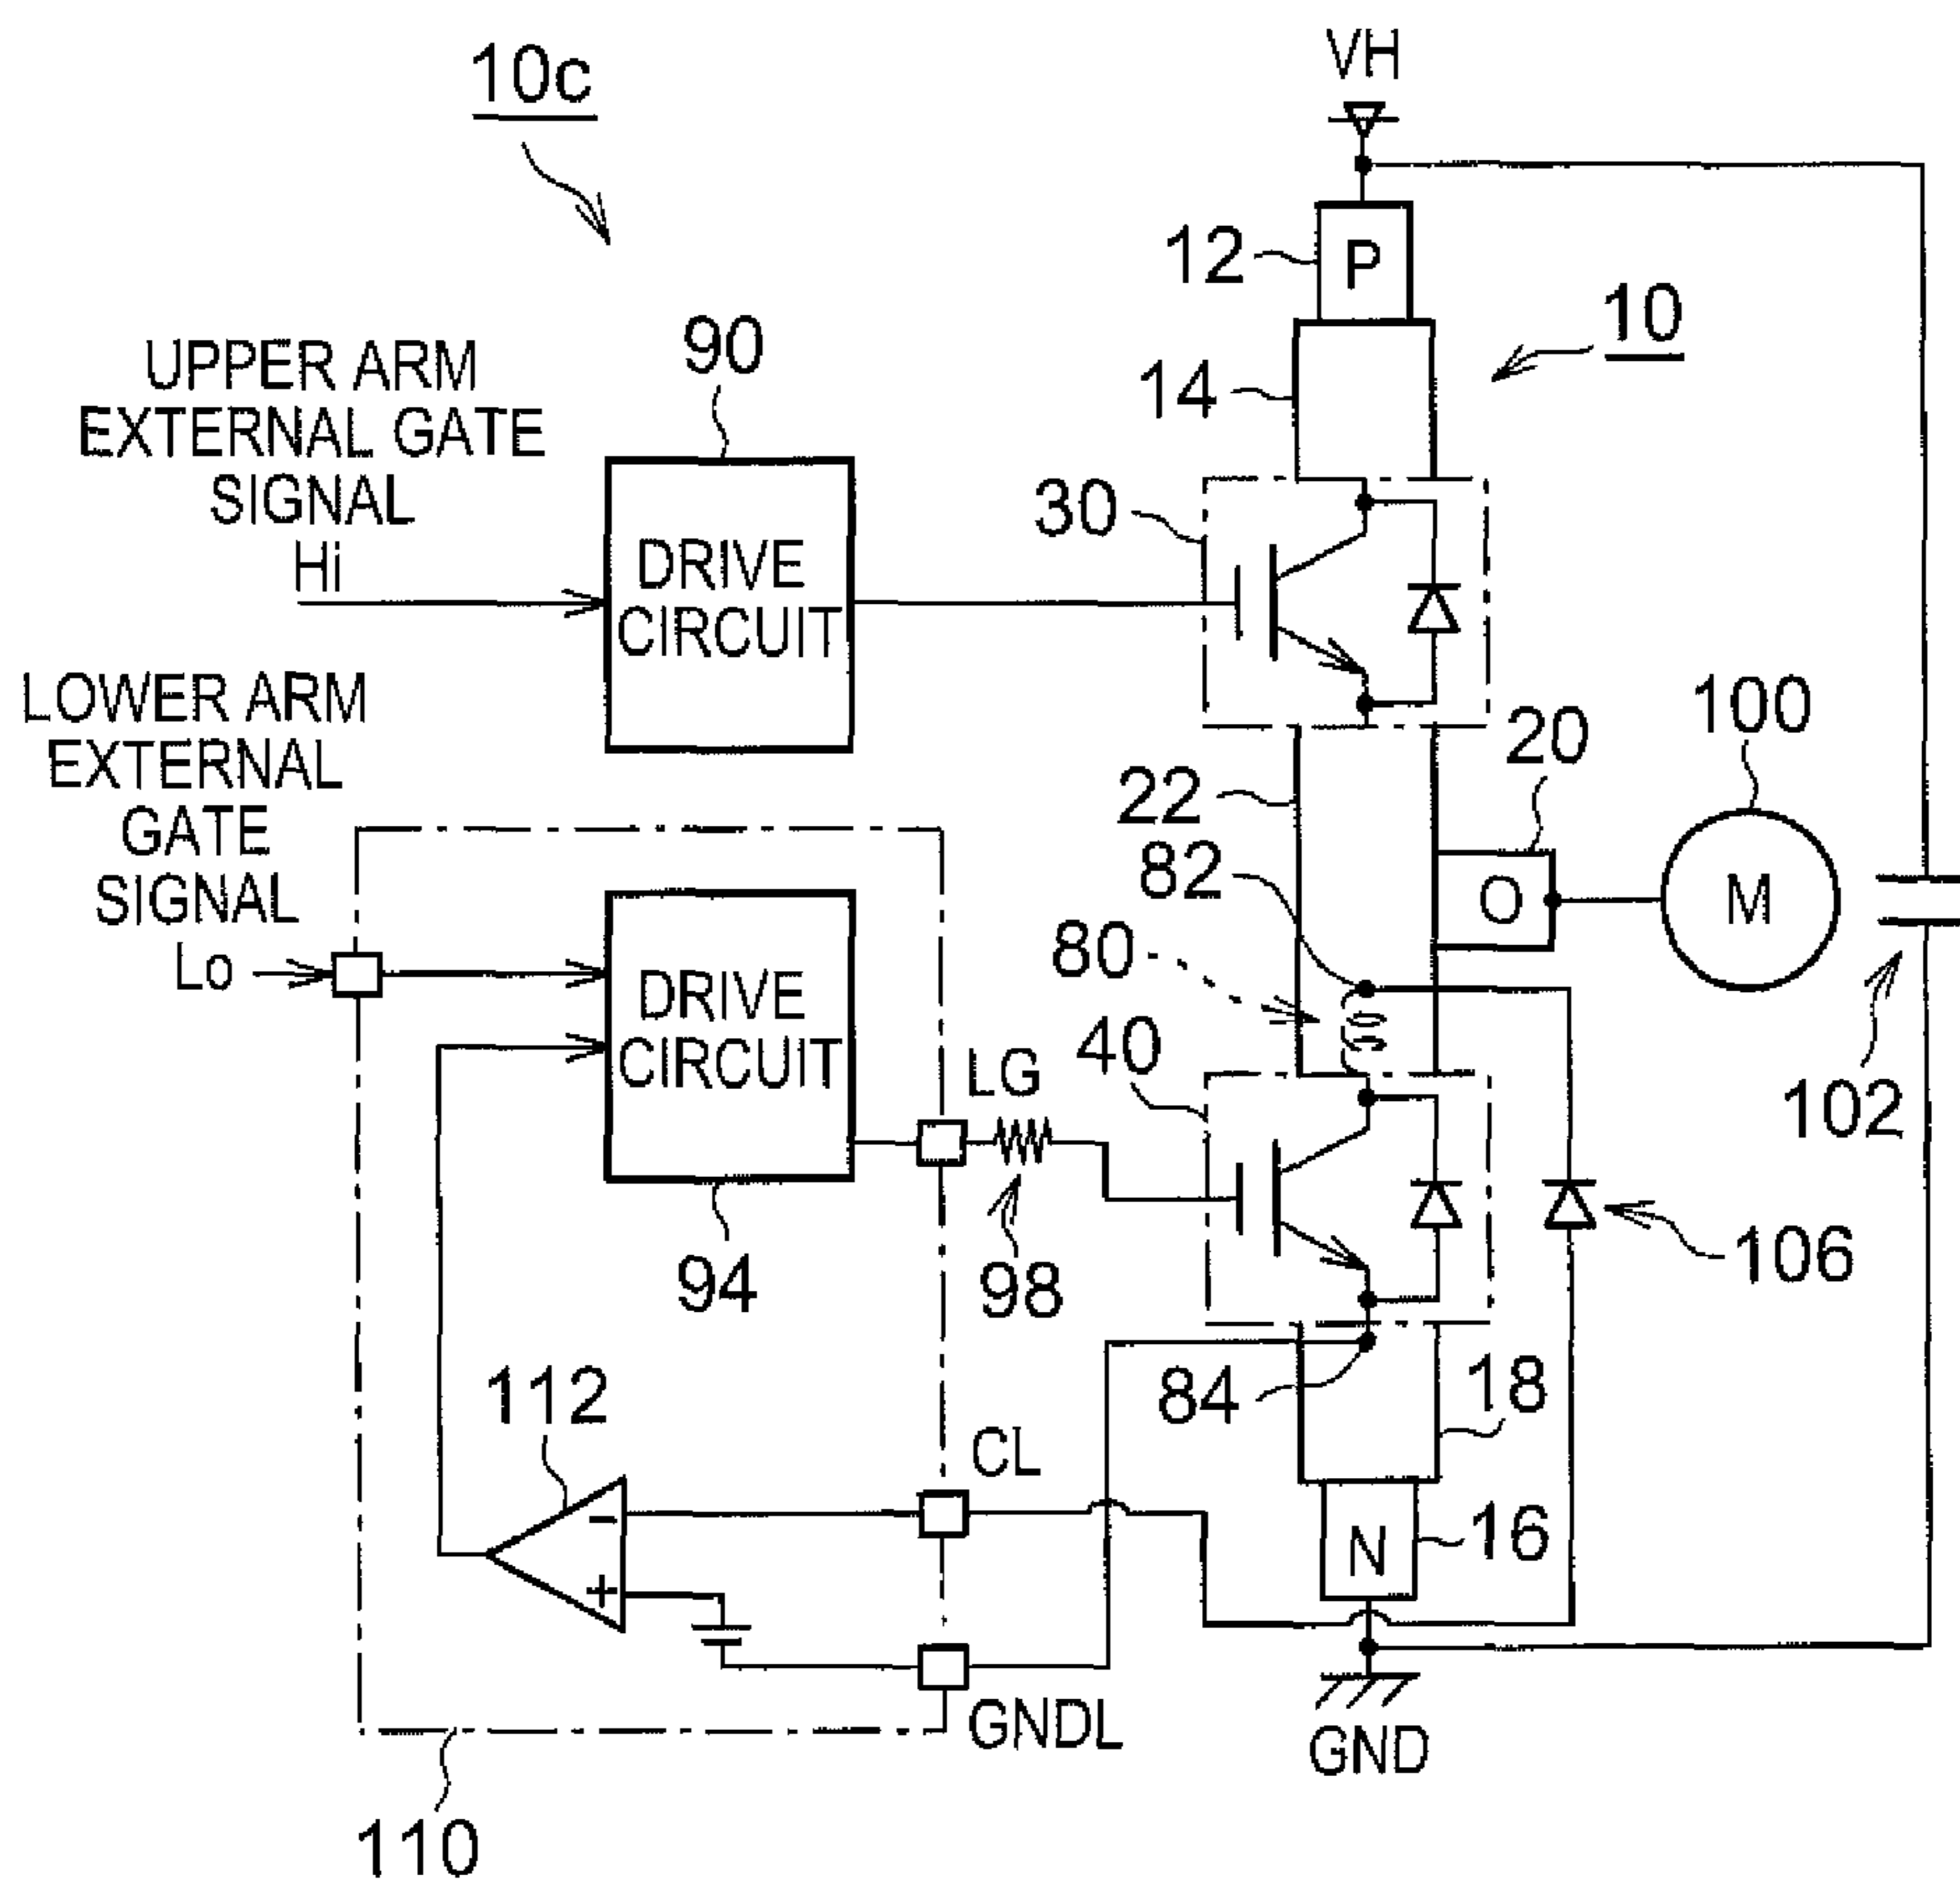 10c
VH
12
P
10
90
14
UPPER ARM
EXTERNAL GATE
SIGNAL
Hi
30
DRIVE
CIRCUIT
LOWER ARM
EXTERNAL
GATE
SIGNAL
Lo
22
20
100
82
O
M
80
DRIVE
CIRCUIT
40
LG
102
94
98
106
84
18
112
CL
-
+
N
16
GNDL
GND
110